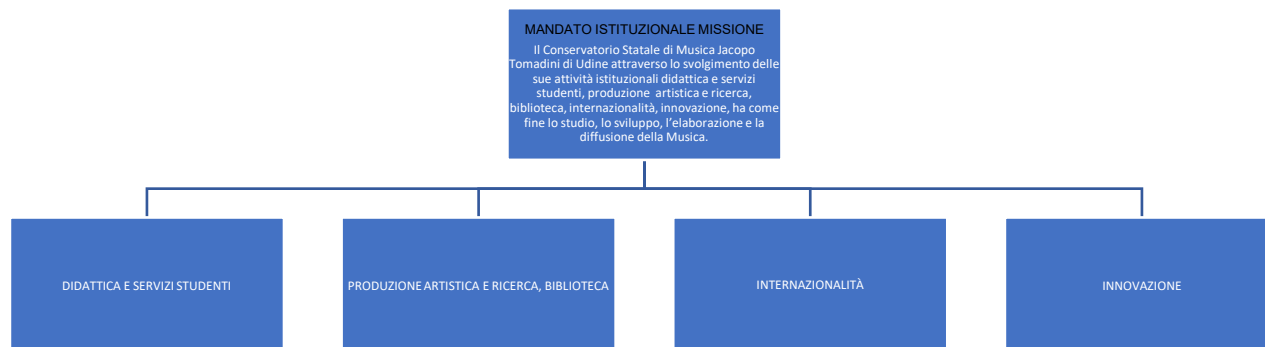 MANDATO ISTITUZIONALE MISSIONE
Il Conservatorio Statale di Musica Jacopo
Tomadini di Udine attraverso lo svolgimento delle
sue attività istituzionali didattica e servizi
studenti, produzione artistica e ricerca,
biblioteca, internazionalità, innovazione, ha come
fine lo studio, lo sviluppo, l'elaborazione e la
diffusione della Musica.
DIDATTICA E SERVIZI STUDENTI
PRODUZIONE ARTISTICA E RICERCA, BIBLIOTECA
INTERNAZIONALITÀ
INNOVAZIONE